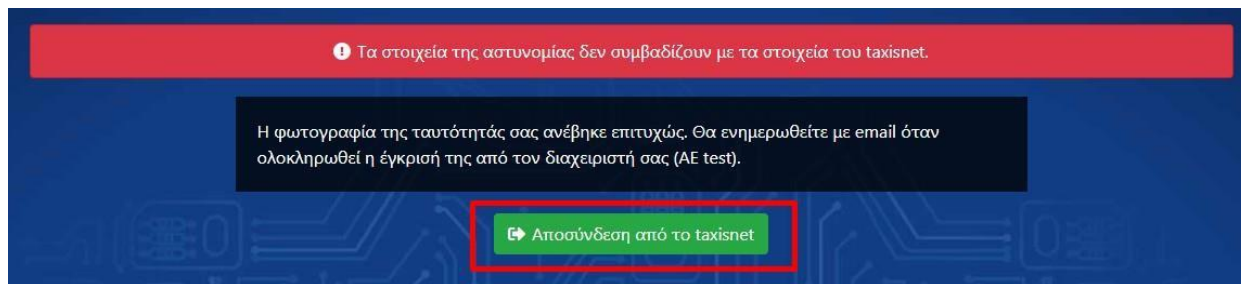 Τα στοιχεία της αστυνομίας δεν συμβαδίζουν με τα στοιχεία του taxisnet.
Η φωτογραφία της ταυτότητάς σας ανέβηκε επιτυχώς. Θα ενημερωθείτε με email όταν
ολοκληρωθεί η έγκρισή της από τον διαχειριστή σας (AE test).
Αποσύνδεση από το taxisnet